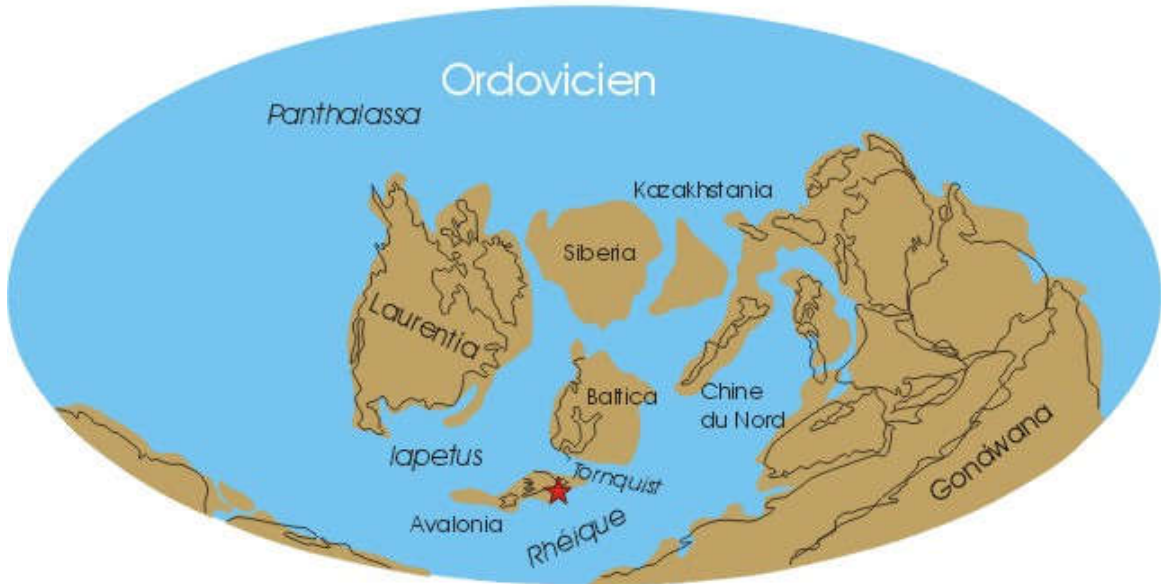 Ordovicien
Panthalassa
Kazakhstania
Siberia
Laurentia
Baltica
Chine
du Nord
Gondwana
Iapetus
Tornquist
Avalonia
Rhéique